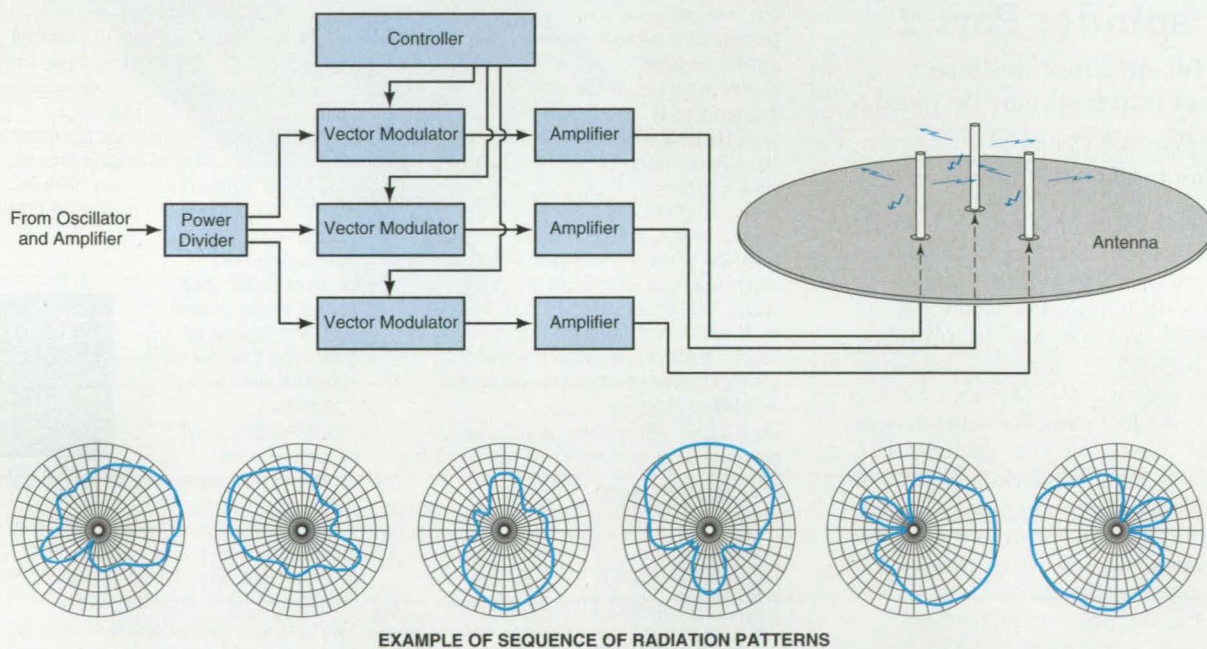 Controller
Vector Modulator
Amplifier
From Oscillator
and Amplifier
Power
Divider
Vector Modulator
Amplifier
Antenna
Vector Modulator
Amplifier
EXAMPLE OF SEQUENCE OF RADIATION PATTERNS